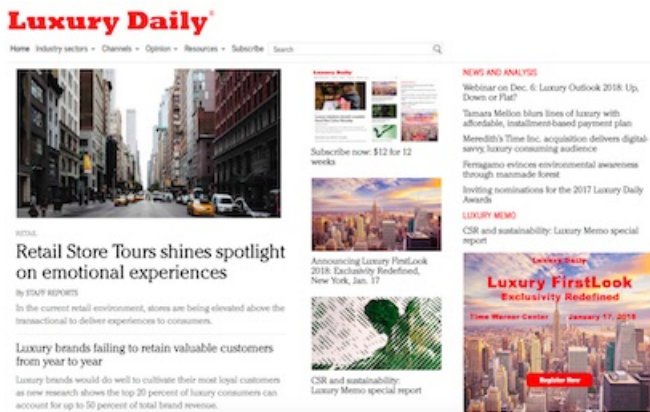 Luxury Daily
Home Industry sectors Channels Opinion Resources Subscribe Search
RETAIL
Retail Store Tours shines spotlight
on emotional experiences
By STAFF REPORTS
In the current retail environment, stores are being elevated above the
transactional to deliver experiences to consumers.
Luxury brands failing to retain valuable customers
from year to year
Luxury brands would do well to cultivate their most loyal customers
as new research shows the top 20 percent of luxury consumers can
account for up to 50 percent of total brand revenue.
Luxury Daily
Subscribe now: $12 for 12
weeks
Announcing Luxury FirstLook
2018: Exclusivity Redefined,
New York, Jan. 17
CSR and sustainability:
Luxury Memo special report
NEWS AND ANALYSIS
Webinar on Dec. 6: Luxury Outlook 2018: Up,
Down or Flat?
Tamara Mellon blurs lines of luxury with
affordable, installment-based payment plan
Meredith's Time Inc. acquisition delivers digital-
savvy, luxury consuming audience
Ferragamo evinces environmental awareness
through manmade forest
Inviting nominations for the 2017 Luxury Daily
Awards
LUXURY MEMO
CSR and sustainability: Luxury Memo special
report
Luxury Daily
Luxury FirstLook
Exclusivity Redefined
Time Warner Center January 17, 2018
Register Now